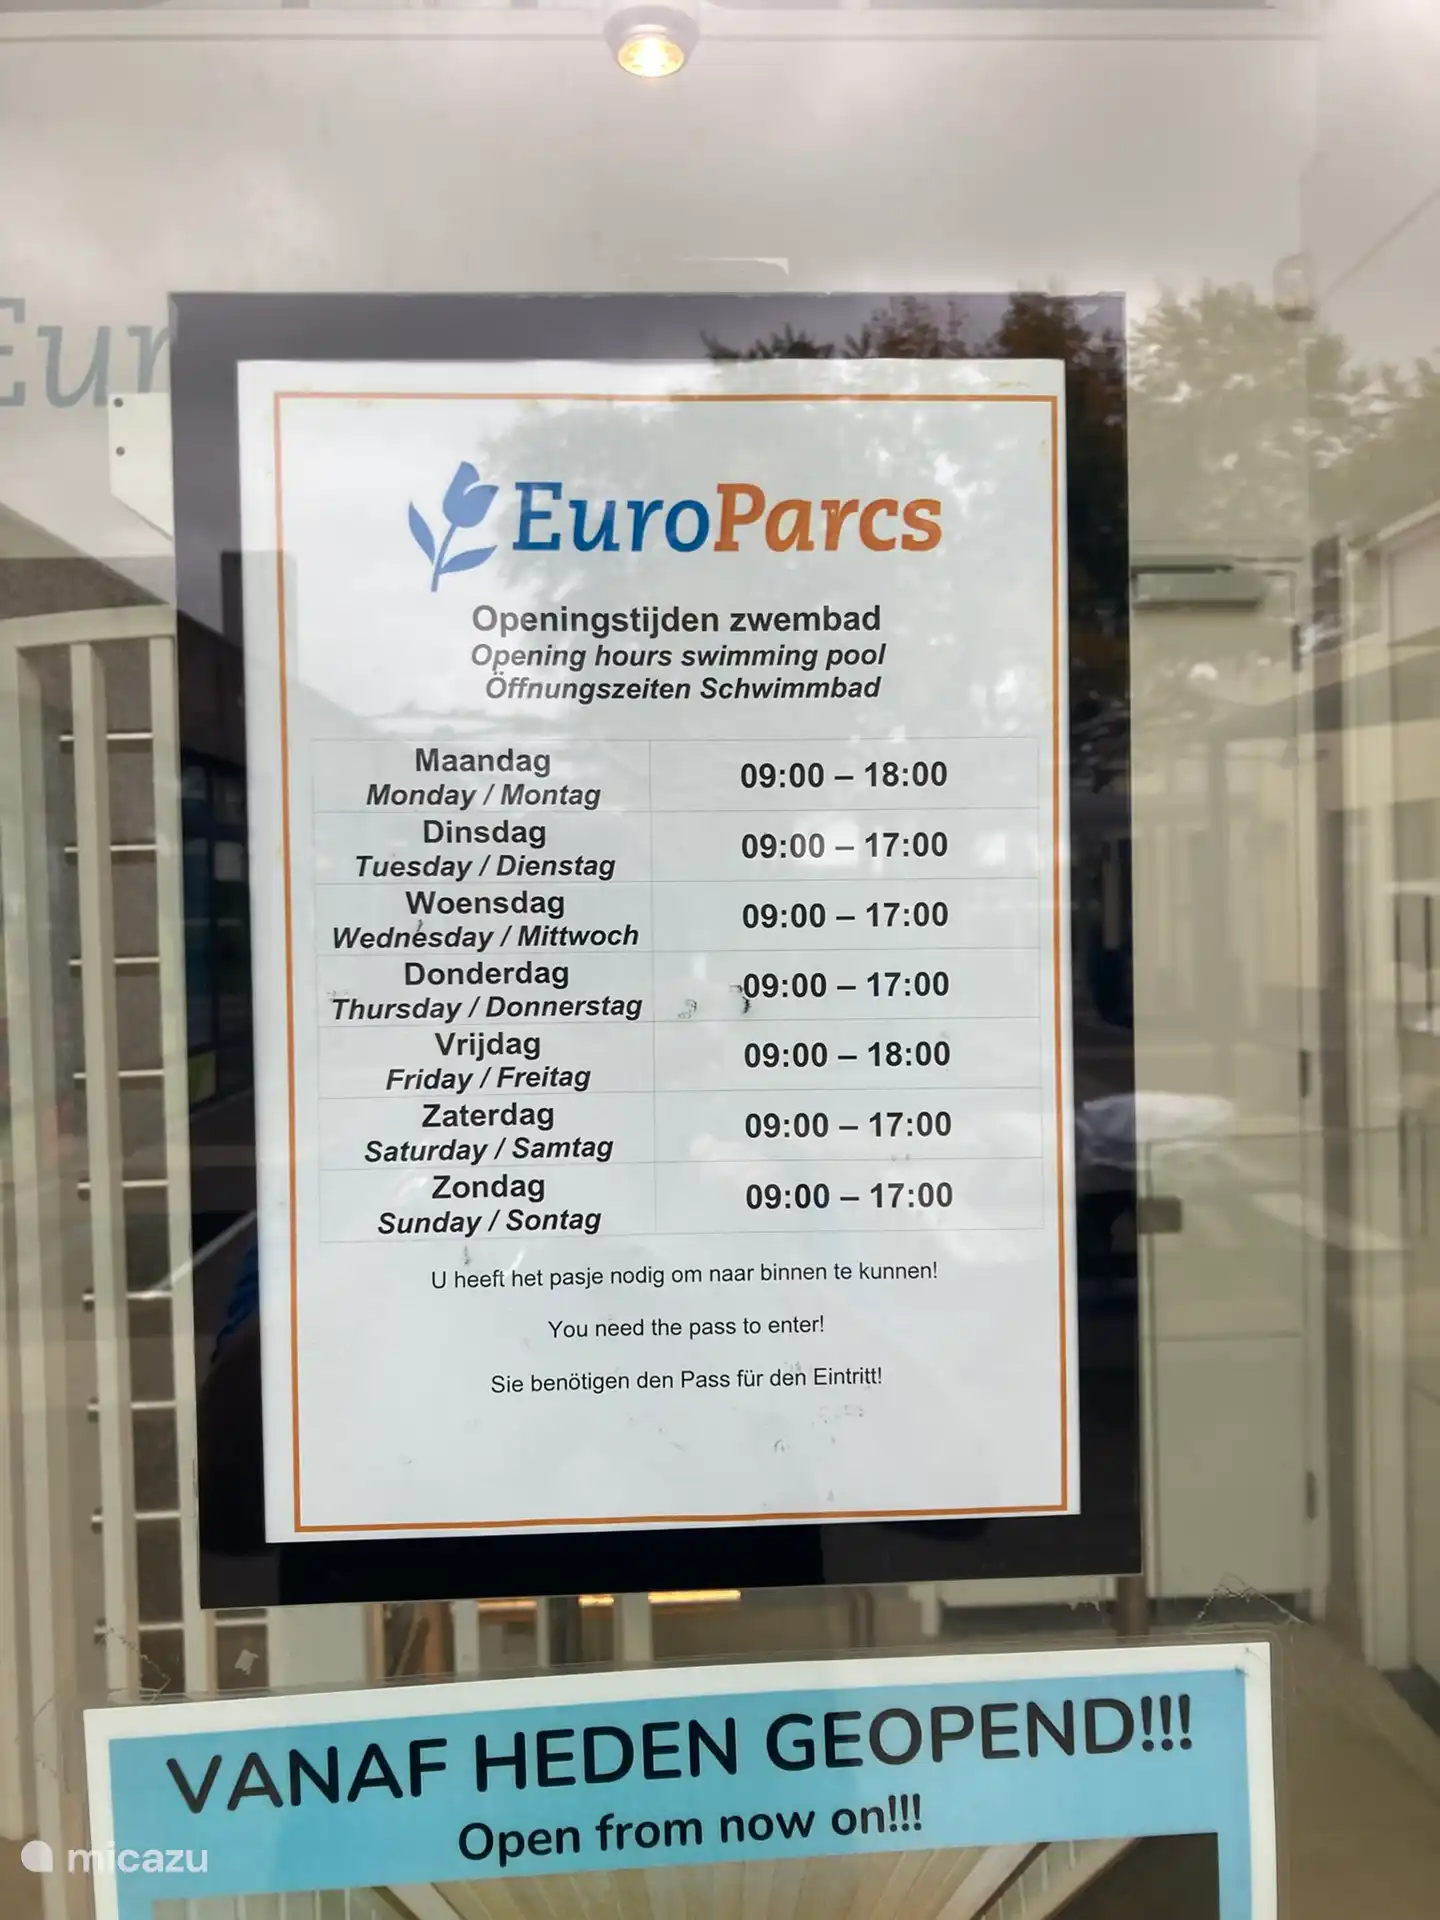 Eur
EuroParcs
Openingstijden zwembad
Opening hours swimming pool
Öffnungszeiten Schwimmbad
Maandag
Monday / Montag
09:00 – 18:00
Dinsdag
Tuesday / Dienstag
09:00 – 17:00
Woensdag
Wednesday / Mittwoch
09:00 – 17:00
Donderdag
Thursday / Donnerstag
09:00 – 17:00
Vrijdag
Friday / Freitag
09:00 – 18:00
Zaterdag
Saturday / Samtag
09:00 – 17:00
Zondag
Sunday / Sontag
09:00 – 17:00
U heeft het pasje nodig om naar binnen te kunnen!
You need the pass to enter!
Sie benötigen den Pass für den Eintritt!
VANAF HEDEN GEOPEND!!!
Open from now on!!!
micazu